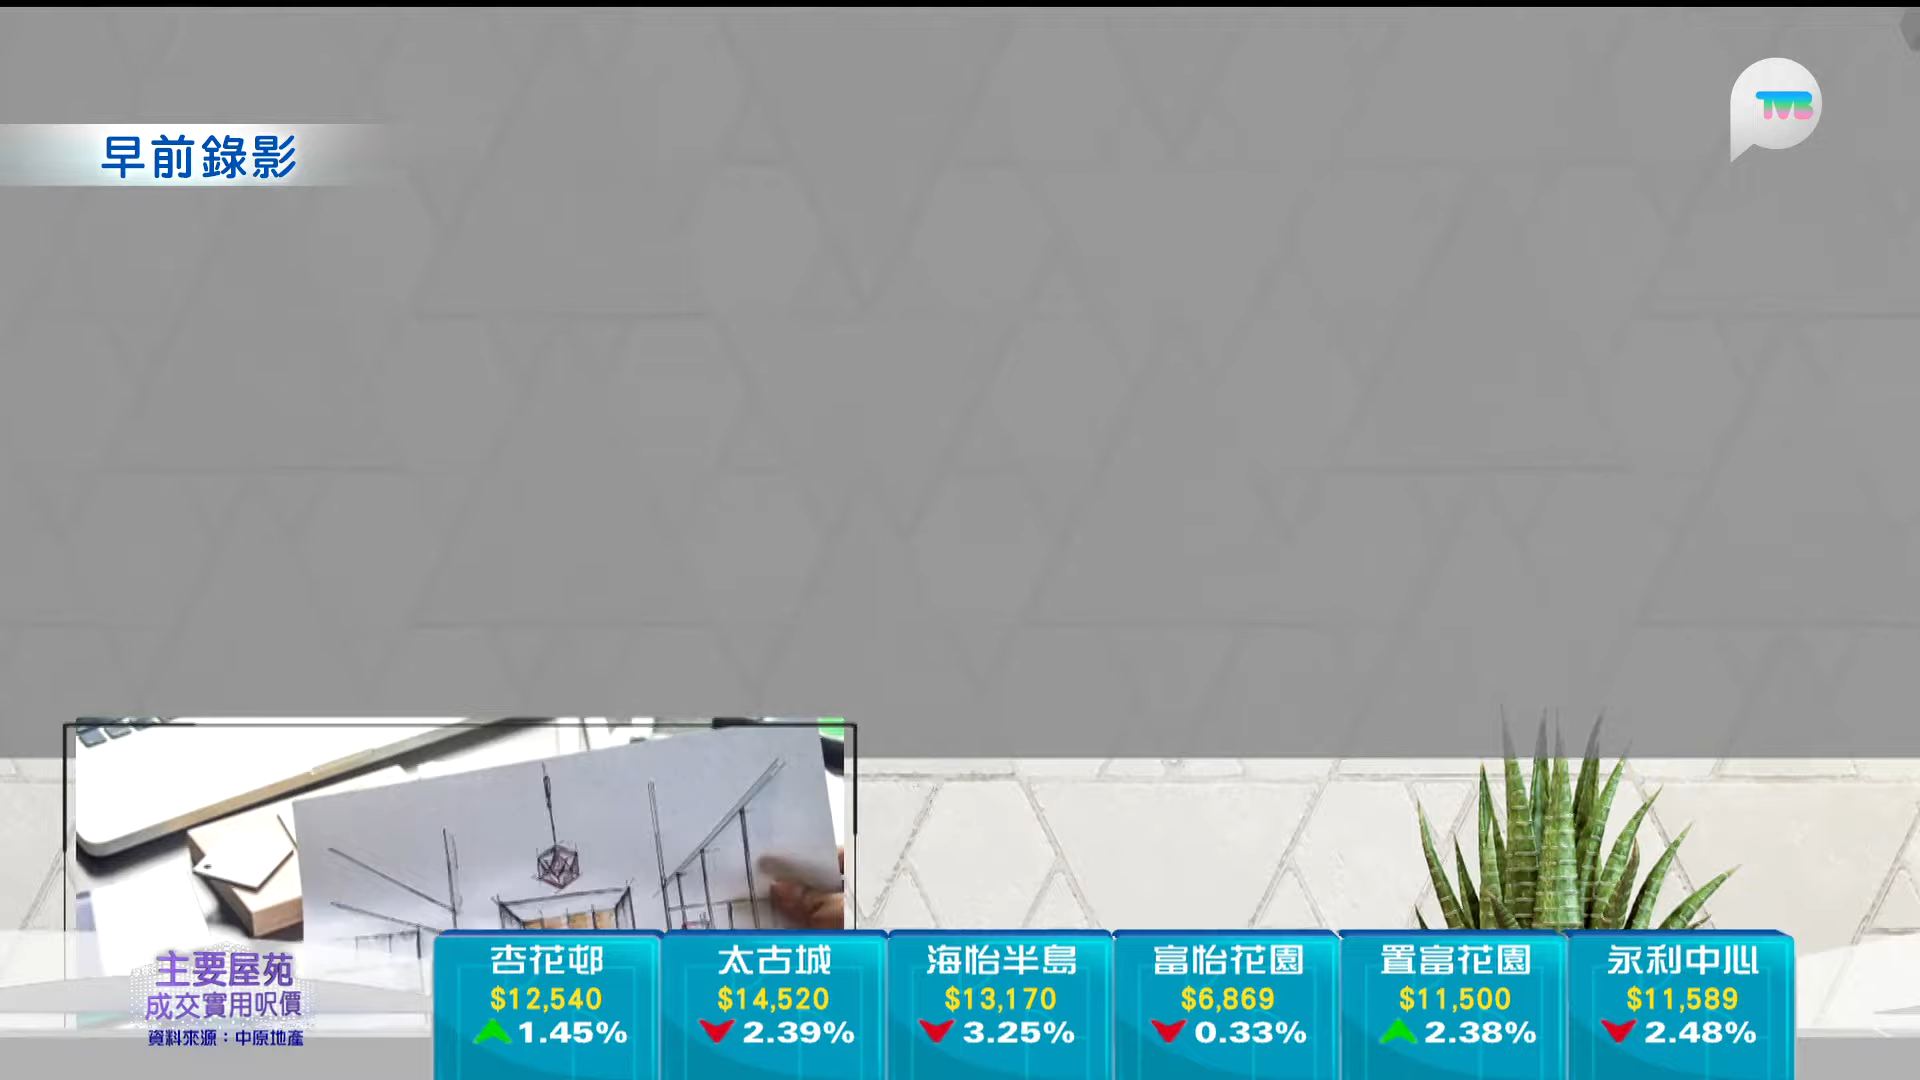 TVB
早前錄影
主要屋苑
成交實用呎價
資料來源：中原地產
杏花邨
$12,540
1.45%
太古城
$14,520
2.39%
海怡半島
$13,170
3.25%
富怡花園
$6,869
0.33%
置富花園
$11,500
2.38%
永利中心
$11,589
2.48%